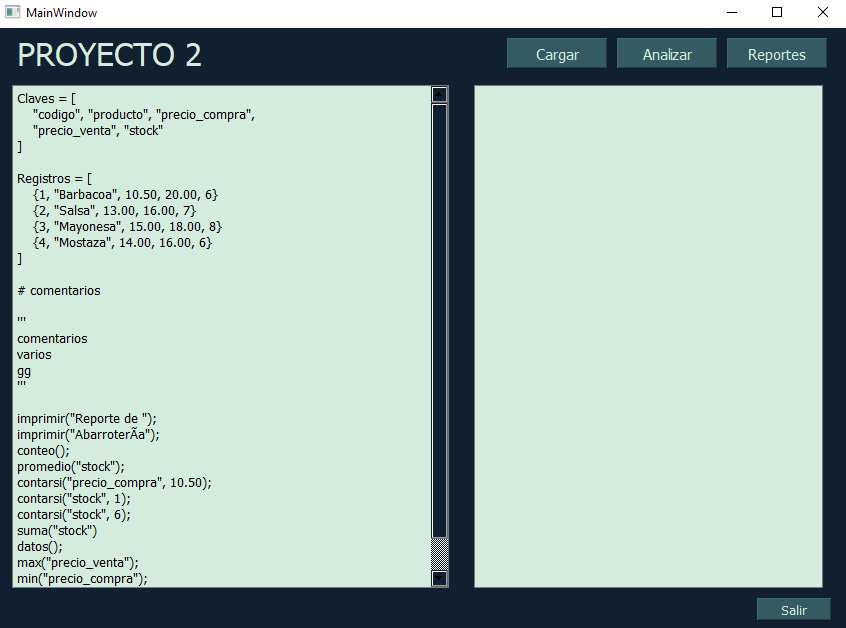 MainWindow
PROYECTO 2
Cargar
Analizar
Reportes
Claves = [
"codigo", "producto", "precio_compra",
"precio_venta", "stock"
]
Registros = [
{1, "Barbacoa", 10.50, 20.00, 6}
{2, "Salsa", 13.00, 16.00, 7}
{3, "Mayonesa", 15.00, 18.00, 8}
{4, "Mostaza", 14.00, 16.00, 6}
]
# comentarios
'''
comentarios
varios
gg
'''
imprimir("Reporte de ");
imprimir("AbarroterÃa");
conteo();
promedio("stock");
contarsi("precio_compra", 10.50);
contarsi("stock", 1);
contarsi("stock", 6);
suma("stock")
datos();
max("precio_venta");
min("precio_compra");
Salir